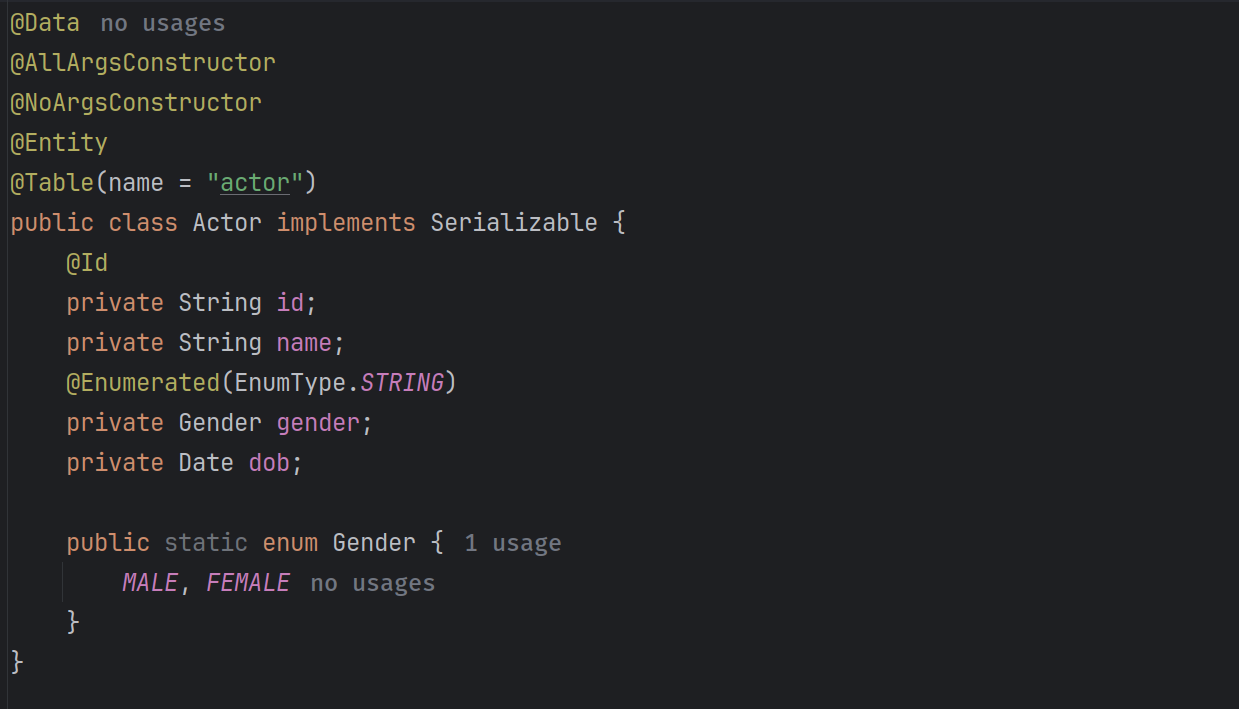 @Data no usages
@AllArgsConstructor
@NoArgsConstructor
@Entity
@Table(name = "actor")
public class Actor implements Serializable {
    @Id
    private String id;
    private String name;
    @Enumerated(EnumType.STRING)
    private Gender gender;
    private Date dob;

    public static enum Gender { 1 usage
        MALE, FEMALE no usages
    }
}